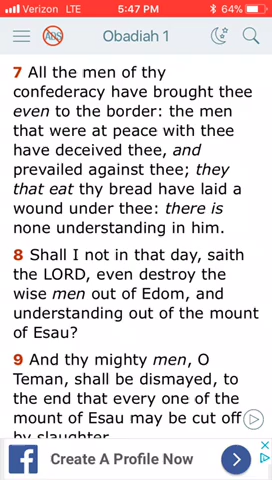 Verizon LTE 5:47 PM 64%
ADS Obadiah 1
7 All the men of thy
confederacy have brought thee
even to the border: the men
that were at peace with thee
have deceived thee, and
prevailed against thee; they
that eat thy bread have laid a
wound under thee: there is
none understanding in him.
8 Shall I not in that day, saith
the LORD, even destroy the
wise men out of Edom, and
understanding out of the mount
of Esau?
9 And thy mighty men, O
Teman, shall be dismayed, to
the end that every one of the
mount of Esau may be cut off
by slaughter
f Create A Profile Now